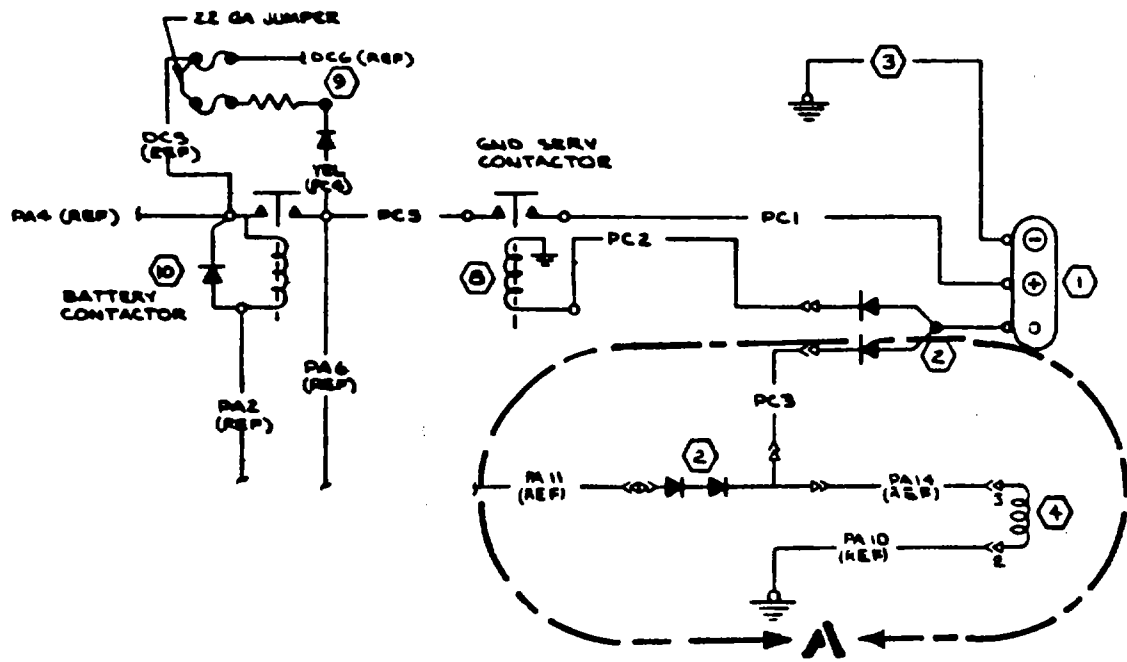 22 GA JUMPER
DC6 (REF)
9
3
DC5
(REF)
YEL
(PC4)
GND SERV
CONTACTOR
PA4 (REF)
PC5
PC1
PC2
−
+
1
10
8
BATTERY
CONTACTOR
2
PA6
(REF)
PA2
(REF)
PC3
2
PA11
(REF)
PA14
(REF)
3
4
PA10
(REF)
2
A